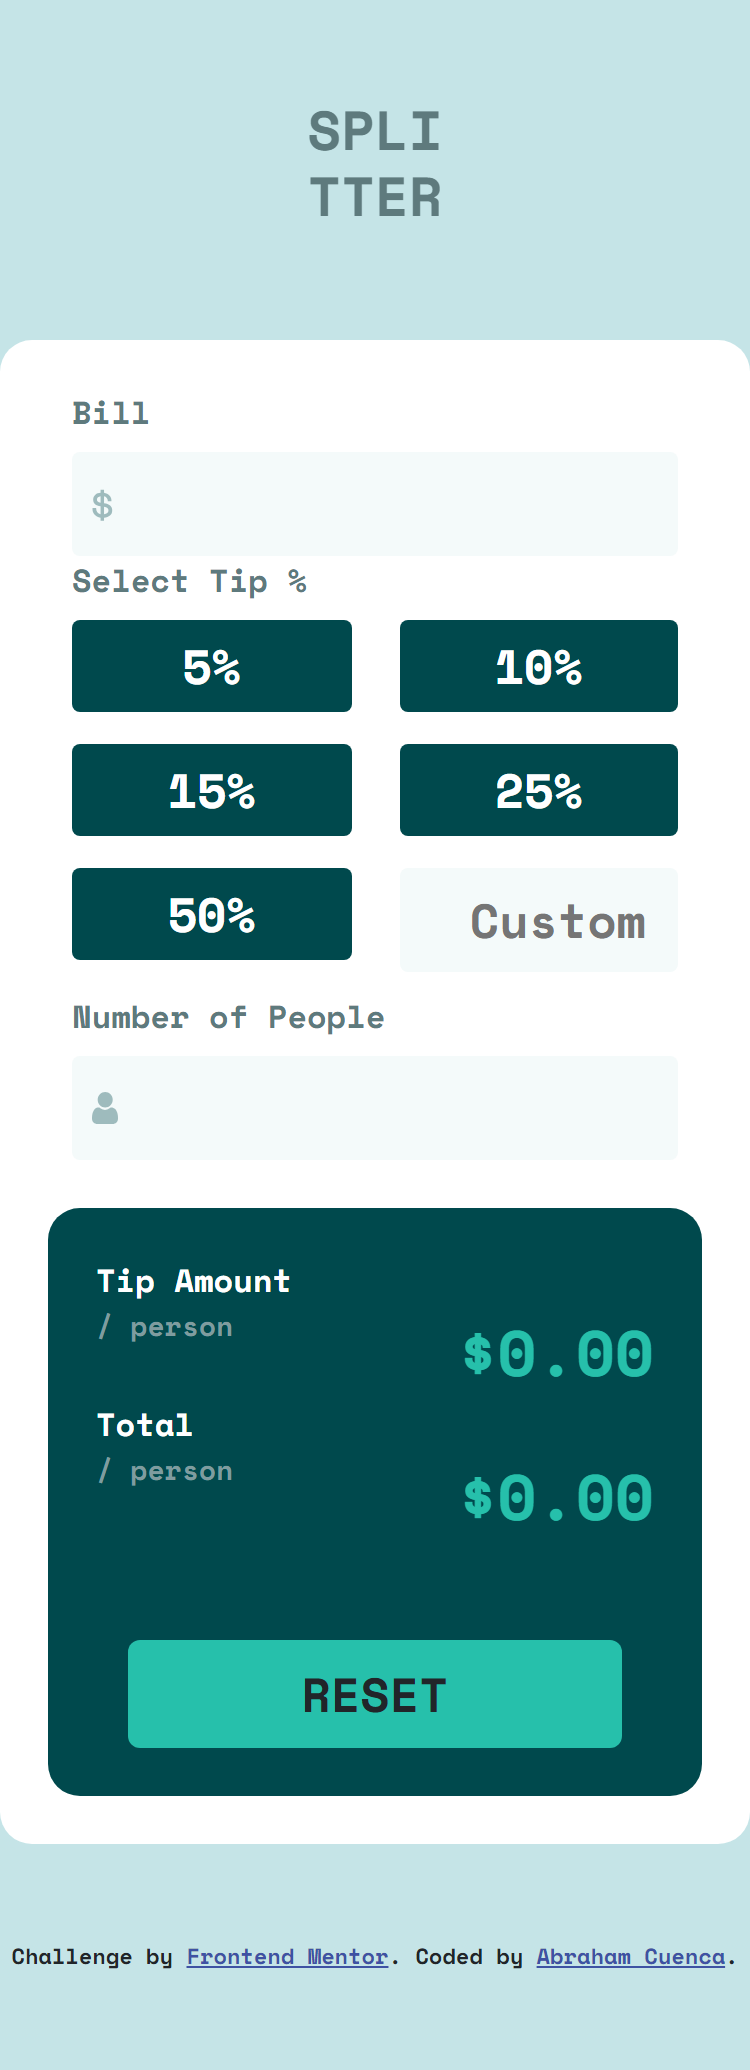 SPLI
TTER
Bill
$
Select Tip %
5%
10%
15%
25%
50%
Custom
Number of People
Tip Amount
/ person
$0.00
Total
/ person
$0.00
RESET
Challenge by Frontend Mentor. Coded by Abraham Cuenca.